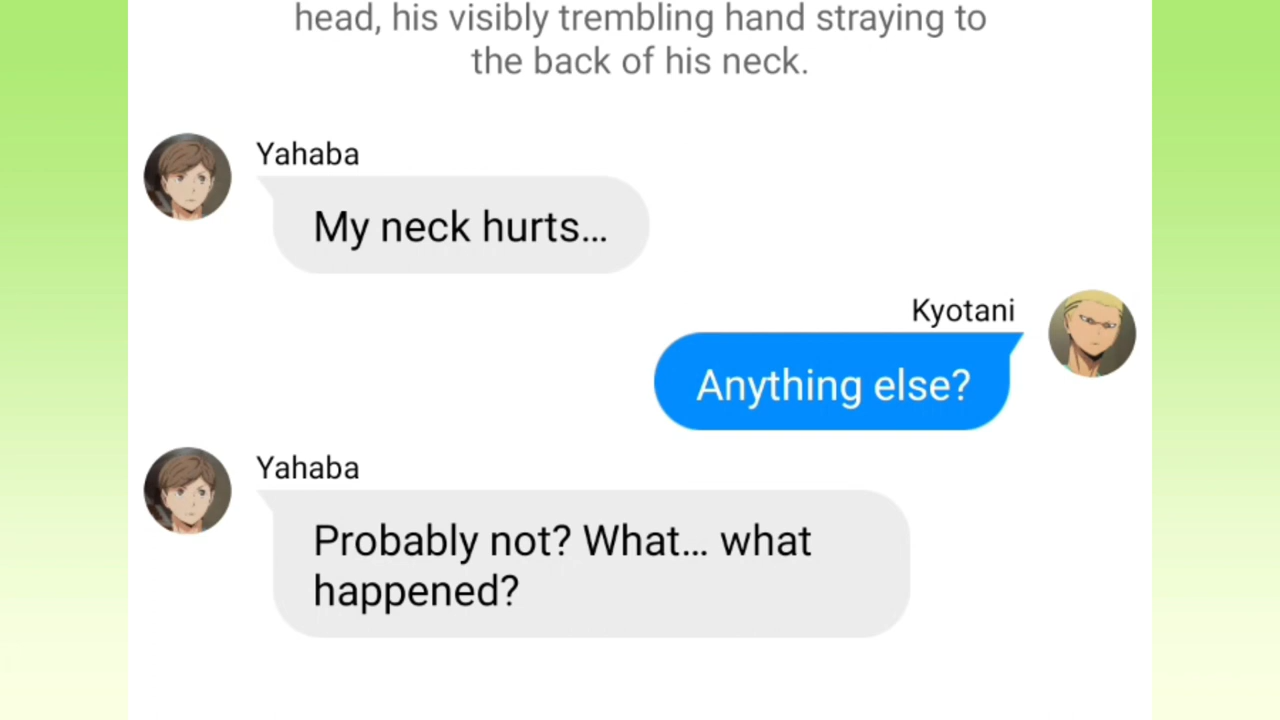 head, his visibly trembling hand straying to
the back of his neck.
Yahaba
My neck hurts...
Kyotani
Anything else?
Yahaba
Probably not? What... what
happened?